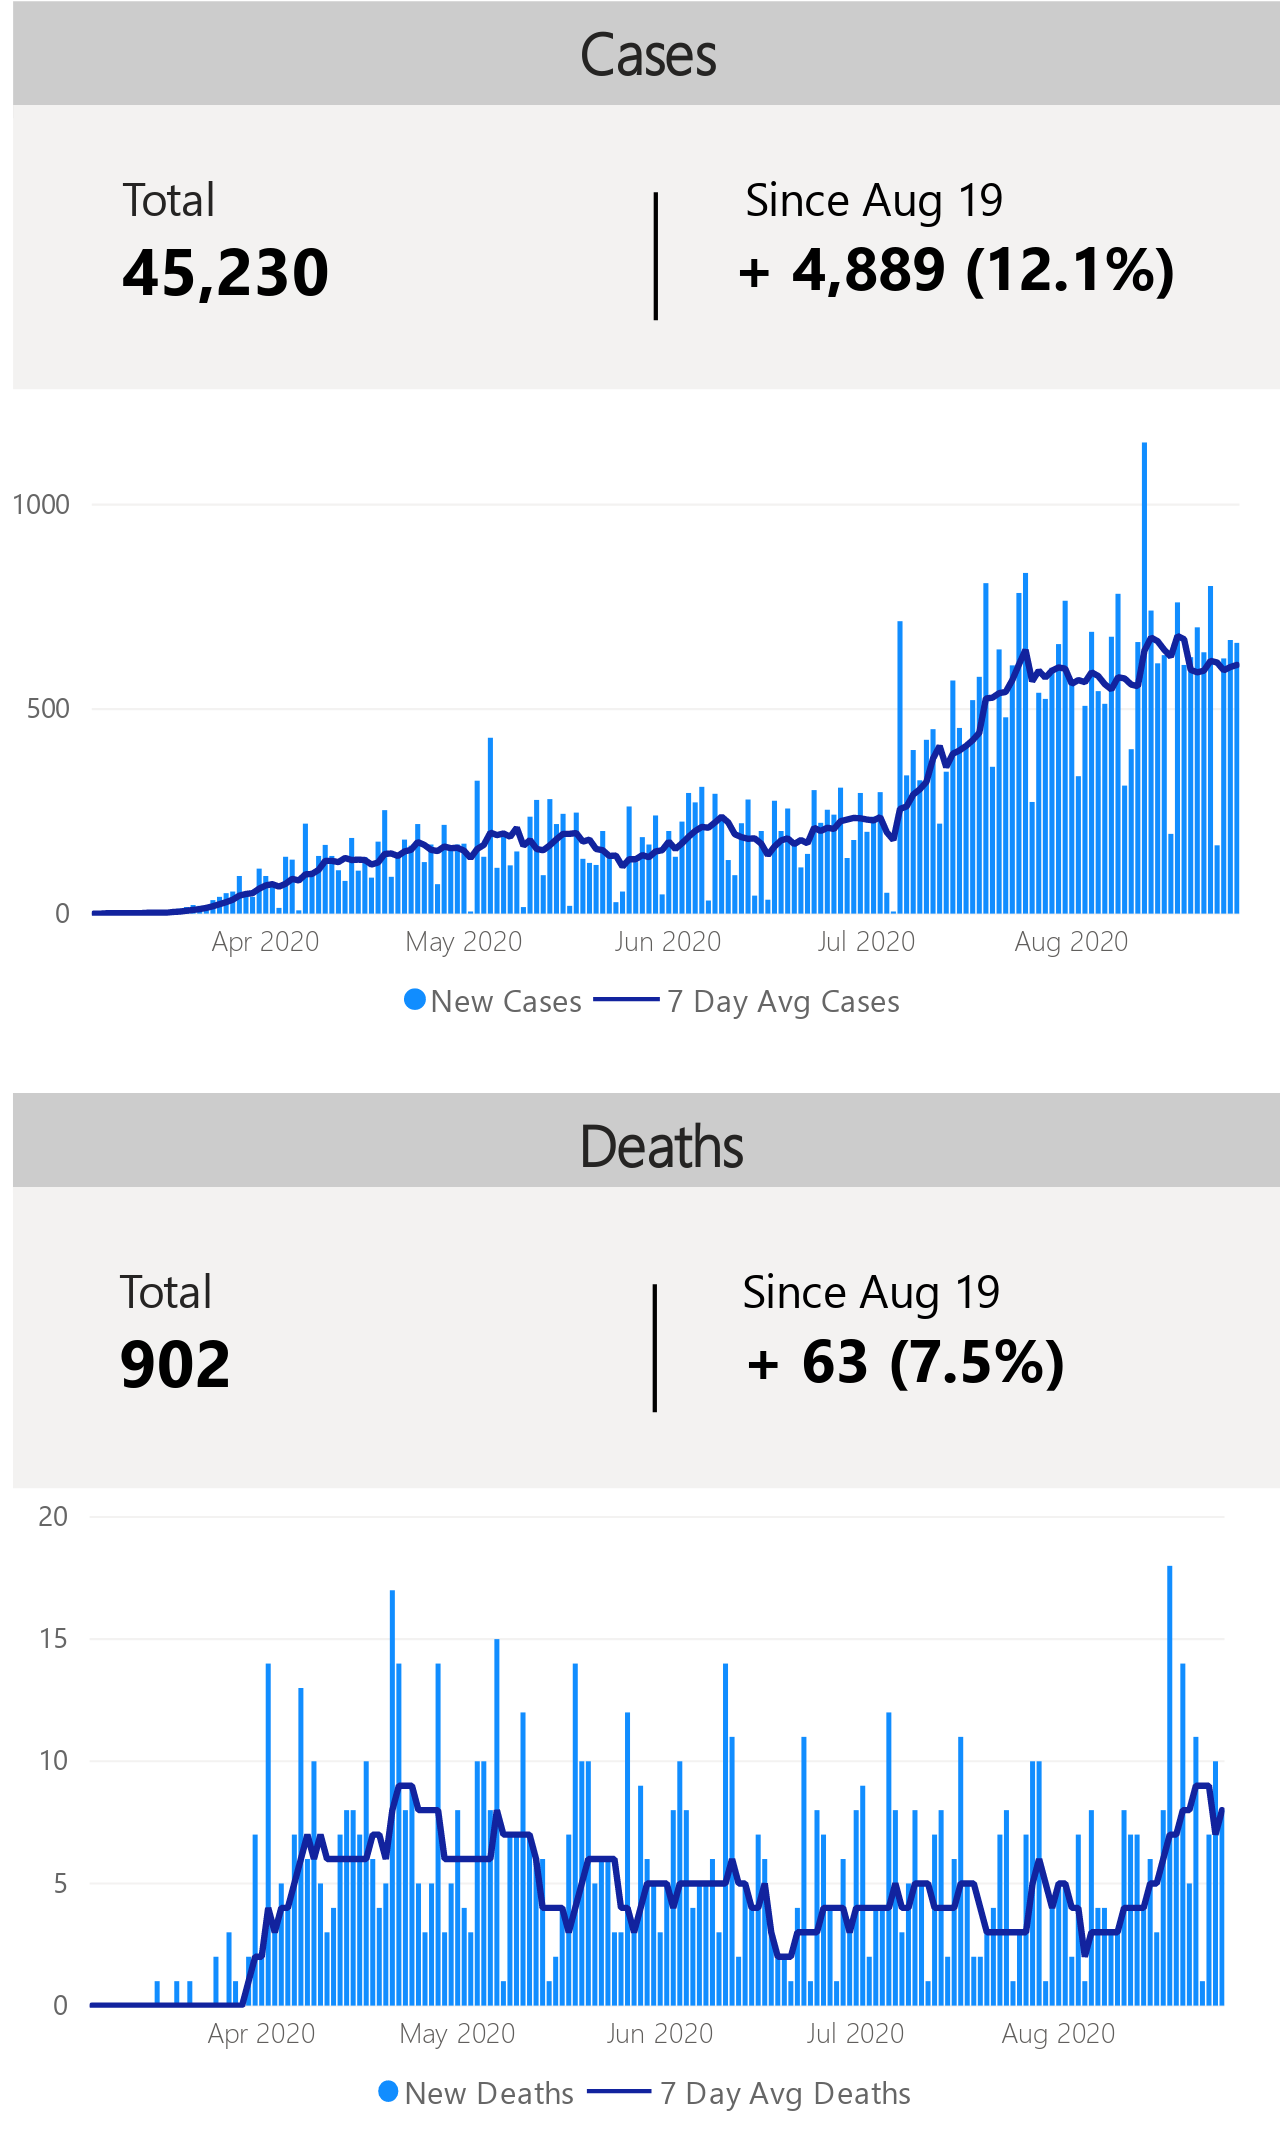 Cases
Total
Since Aug 19
45,230
+ 4,889 (12.1%)
1000
500
0
Apr 2020
May 2020
Jun 2020
Jul 2020
Aug 2020
New Cases
7 Day Avg Cases
Deaths
Total
Since Aug 19
902
+ 63 (7.5%)
20
15
10
5
0
Apr 2020
May 2020
Jun 2020
Jul 2020
Aug 2020
New Deaths
7 Day Avg Deaths